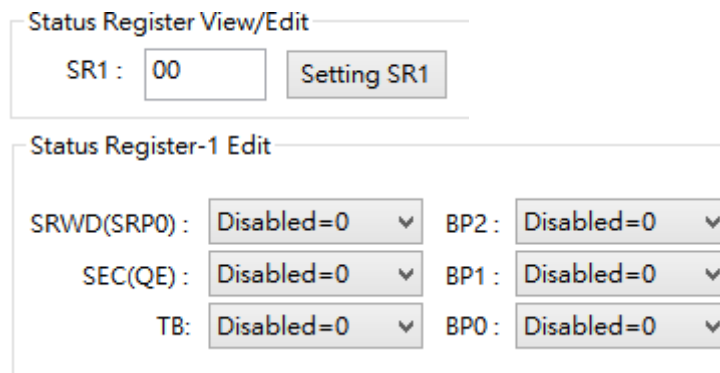 Status Register View/Edit
SR1 : 00 Setting SR1
Status Register-1 Edit
SRWD(SRP0) : Disabled=0 BP2 : Disabled=0
SEC(QE) : Disabled=0 BP1 : Disabled=0
TB: Disabled=0 BP0 : Disabled=0